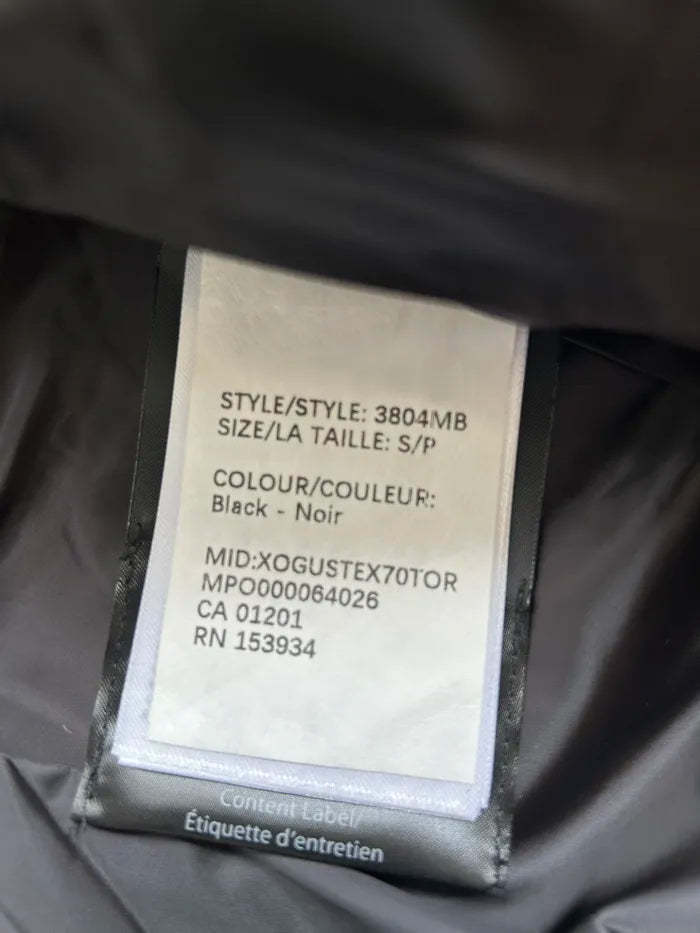 STYLE/STYLE: 3804MB
SIZE/LA TAILLE: S/P
COLOUR/COULEUR:
Black - Noir
MID:XOGUSTEX70TOR
MPO000064026
CA 01201
RN 153934
Content Label/
Étiquette d'entretien